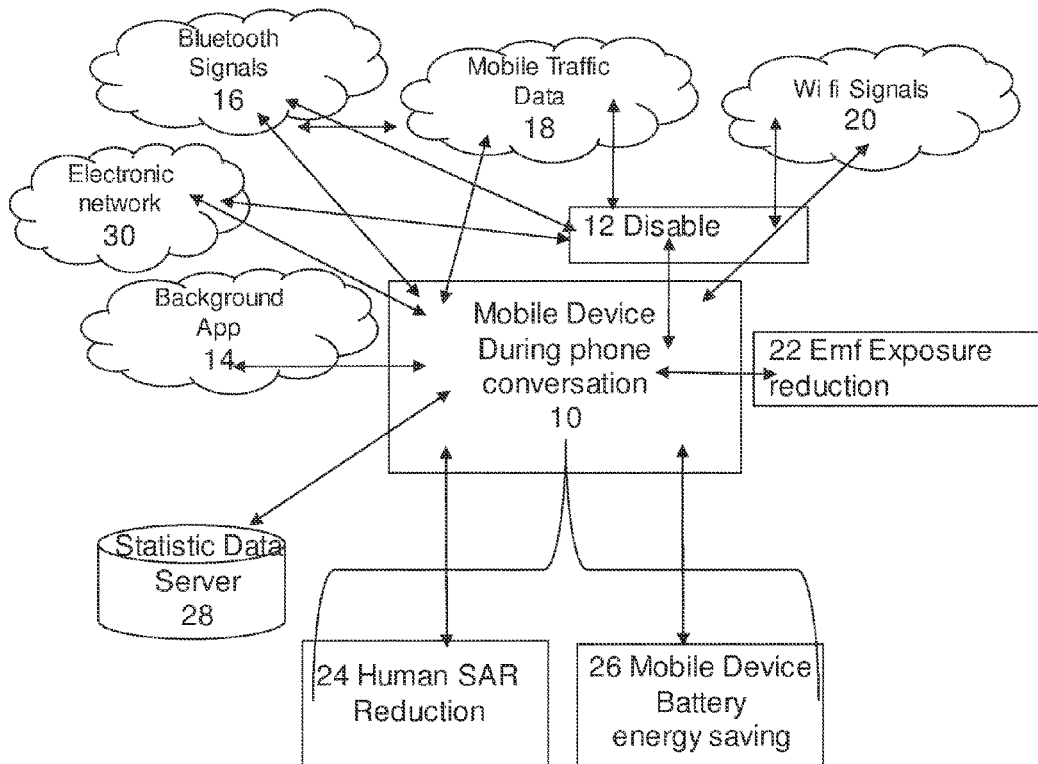 Bluetooth
Signals
16
Mobile Traffic
Data
18
Wi fi Signals
20
Electronic
network
30
12 Disable
Background
App
14
Mobile Device
During phone
conversation
10
22 Emf Exposure
reduction
Statistic Data
Server
28
24 Human SAR
Reduction
26 Mobile Device
Battery
energy saving